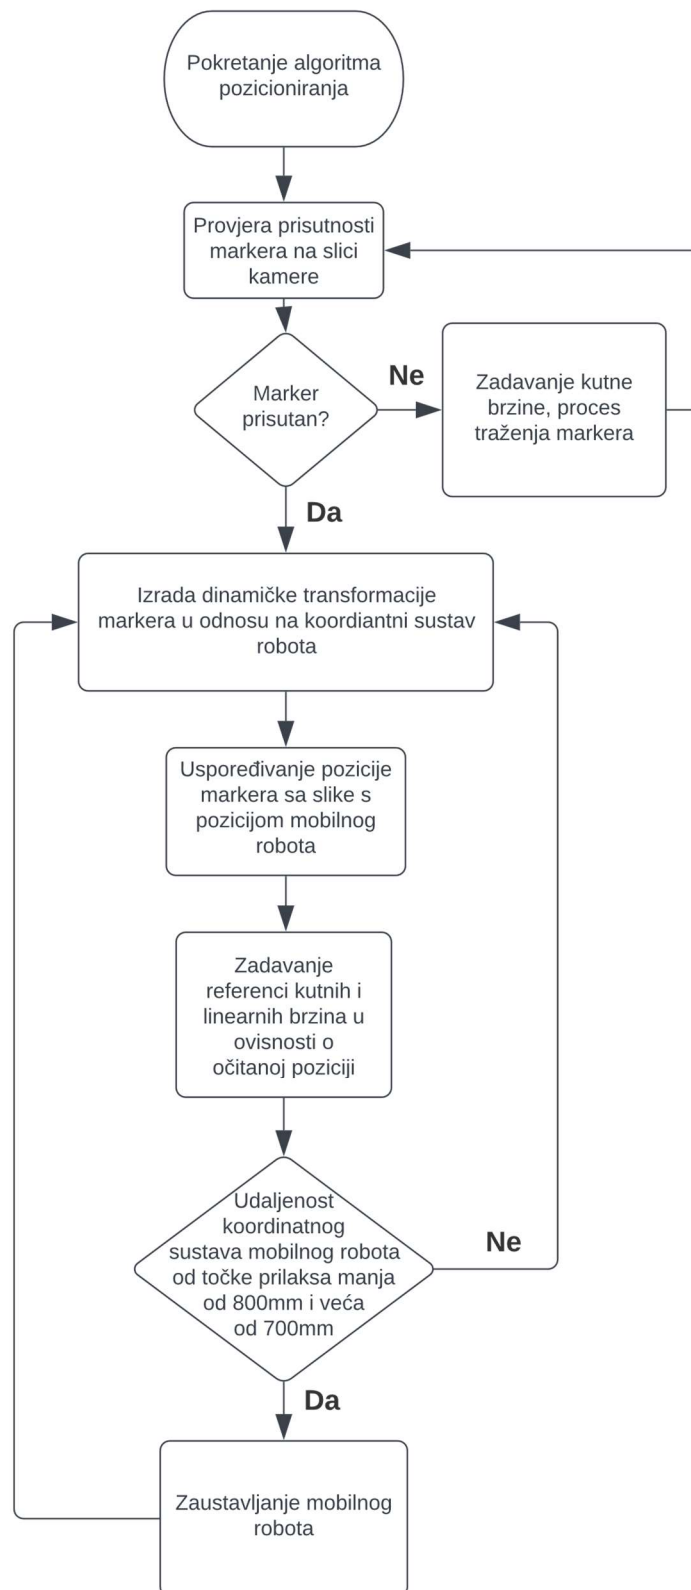 Pokretanje algoritma
pozicioniranja
Provjera prisutnosti
markera na slici
kamere
Marker
prisutan?
Ne
Zadavanje kutne
brzine, proces
traženja markera
Da
Izrada dinamičke transformacije
markera u odnosu na koordiantni sustav
robota
Uspoređivanje pozicije
markera sa slike s
pozicijom mobilnog
robota
Zadavanje
referenci kutnih i
linearnih brzina u
ovisnosti o
očitanoj poziciji
Udaljenost
koordinatnog
sustava mobilnog robota
od točke prilaksa manja
od 800mm i veća
od 700mm
Ne
Da
Zaustavljanje mobilnog
robota